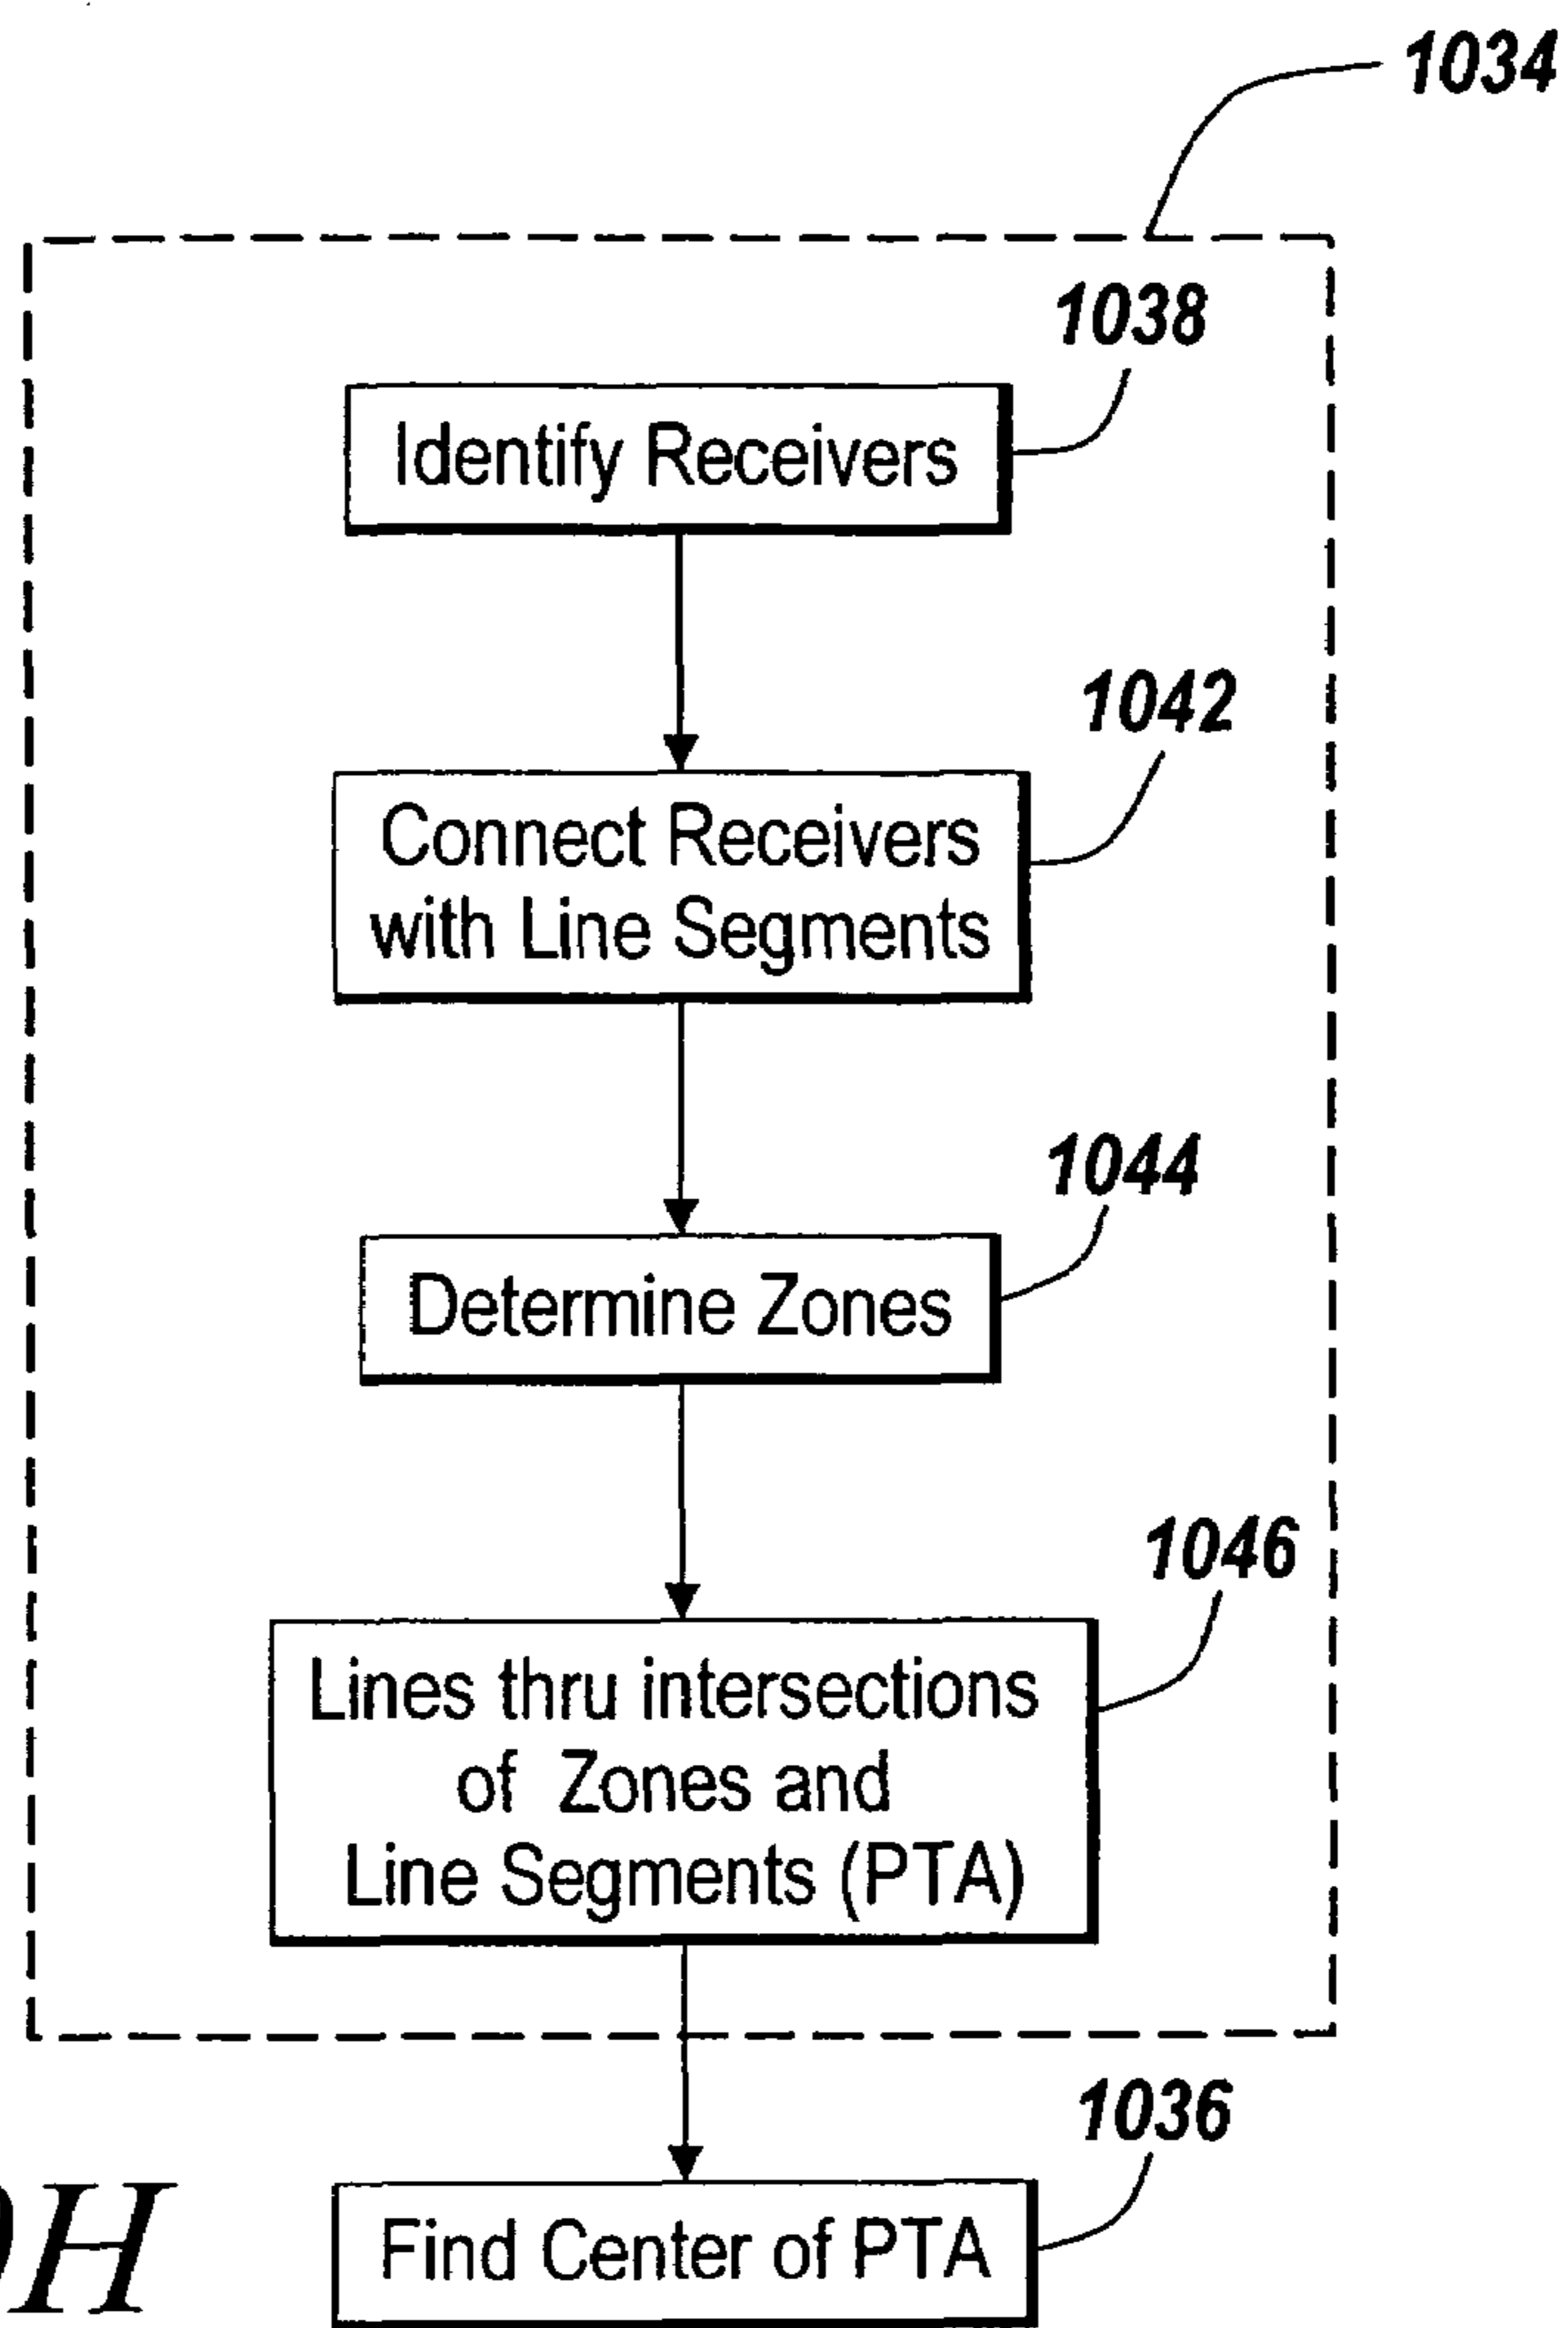 1034
1038
Identify Receivers
1042
Connect Receivers
with Line Segments
1044
Determine Zones
1046
Lines thru intersections
of Zones and
Line Segments (PTA)
1036
Find Center of PTA
H